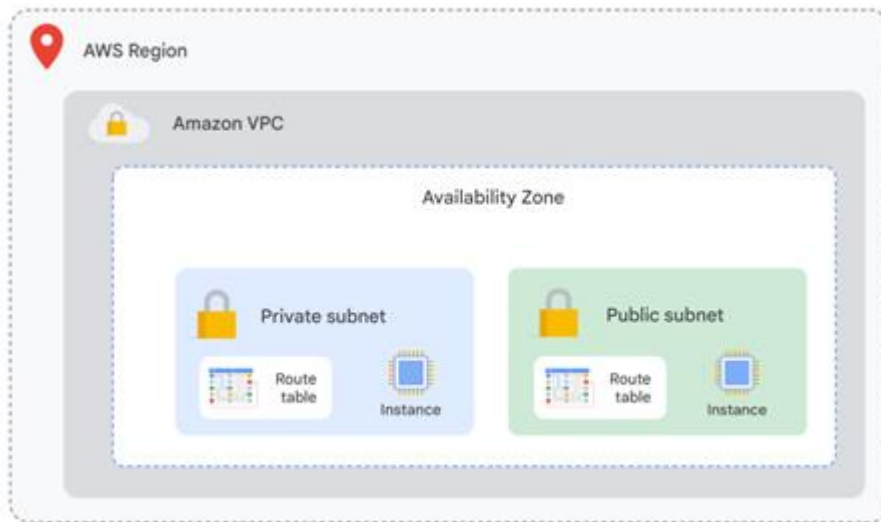 AWS Region
Amazon VPC
Availability Zone
Private subnet
Route
table
Instance
Public subnet
Route
table
Instance